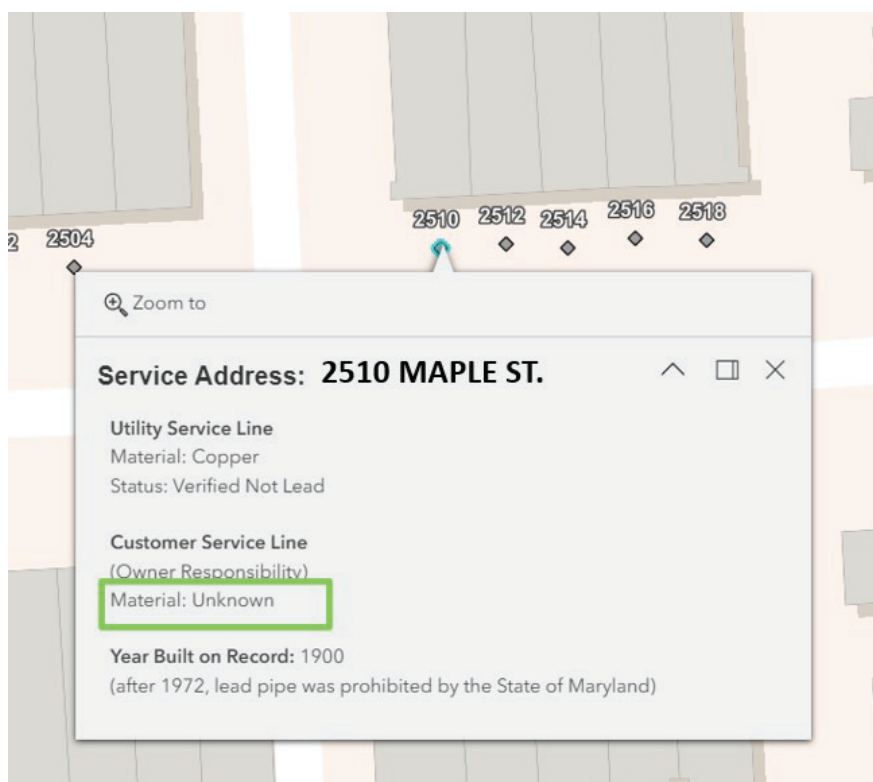 2510 2512 2514 2516 2518
2 2504
Zoom to
Service Address: 2510 MAPLE ST.
Utility Service Line
Material: Copper
Status: Verified Not Lead
Customer Service Line
(Owner Responsibility)
Material: Unknown
Year Built on Record: 1900
(after 1972, lead pipe was prohibited by the State of Maryland)